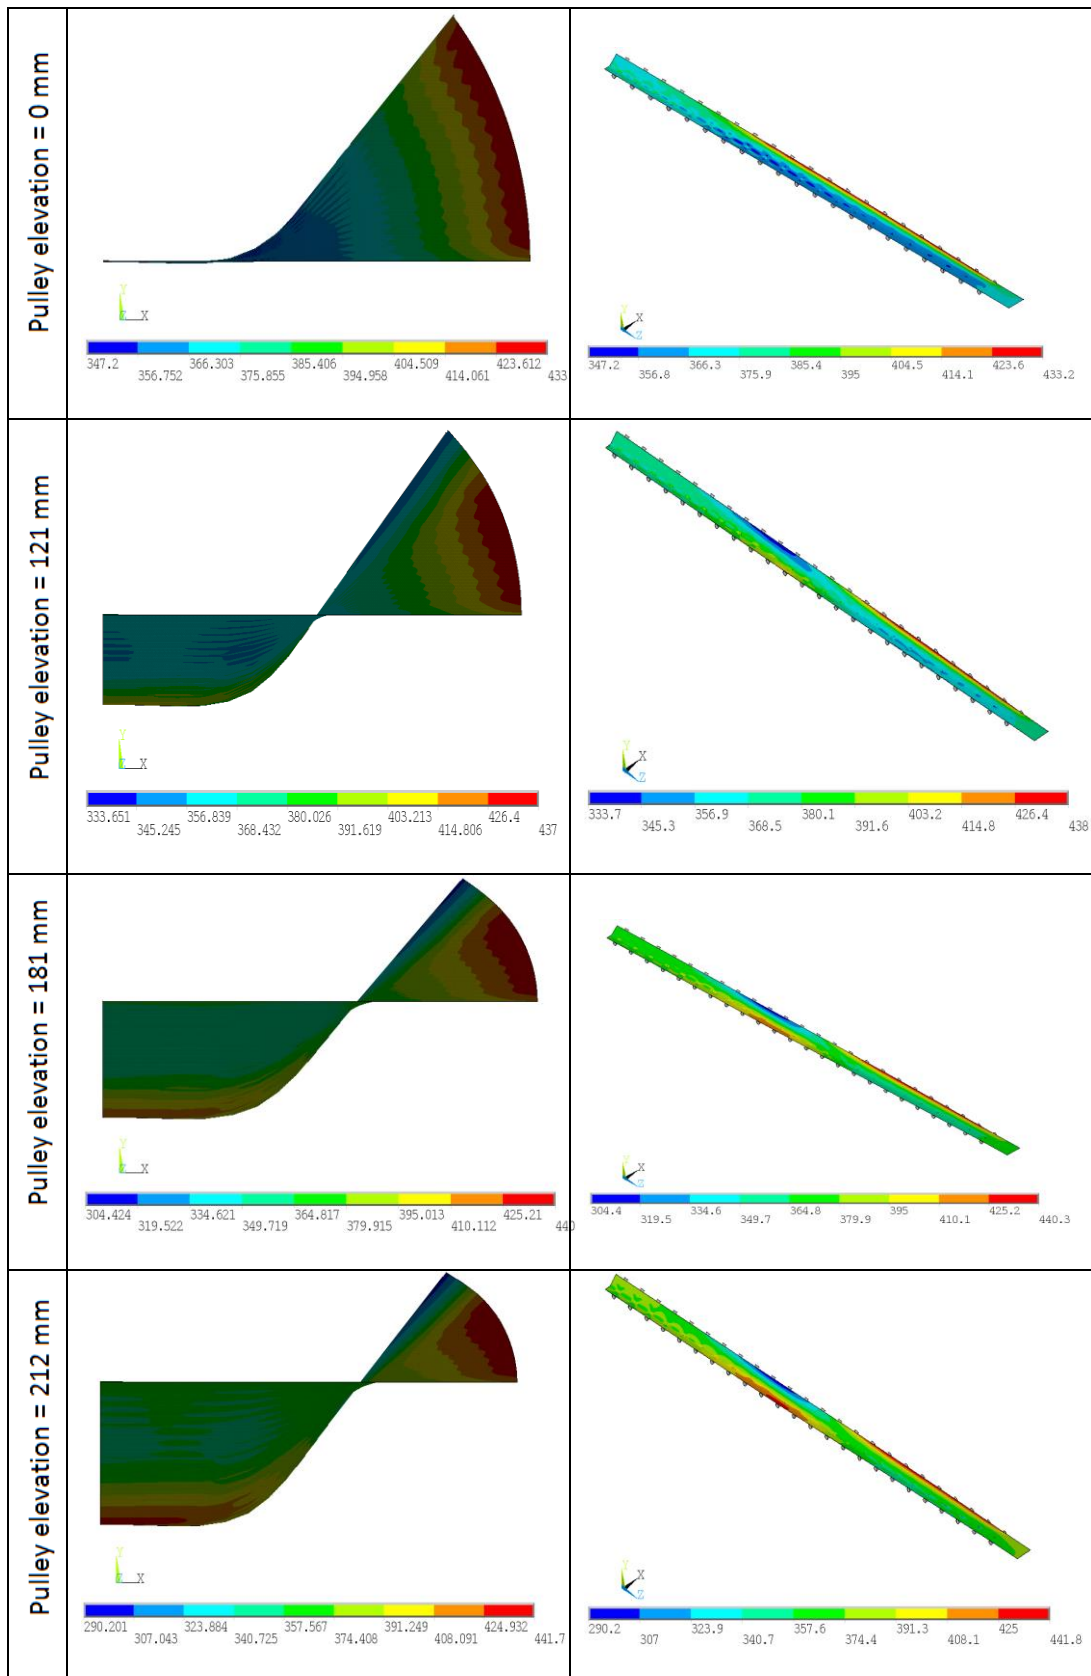 Pulley elevation = 0 mm
Y
Z X
347.2 366.303 385.406 404.509 423.612
356.752 375.855 394.958 414.061 433
Y
X
Z
347.2 366.3 385.4 404.5 423.6
356.8 375.9 395 414.1 433.2
Pulley elevation = 121 mm
Y
Z X
333.651 356.839 380.026 403.213 426.4
345.245 368.432 391.619 414.806 437
Y
X
Z
333.7 356.9 380.1 403.2 426.4
345.3 368.5 391.6 414.8 438
Pulley elevation = 181 mm
Y
Z X
304.424 334.621 364.817 395.013 425.21
319.522 349.719 379.915 410.112 440
Y
X
Z
304.4 334.6 364.8 395 425.2
319.5 349.7 379.9 410.1 440.3
Pulley elevation = 212 mm
Y
Z X
290.201 323.884 357.567 391.249 424.932
307.043 340.725 374.408 408.091 441.7
Y
X
Z
290.2 323.9 357.6 391.3 425
307 340.7 374.4 408.1 441.8